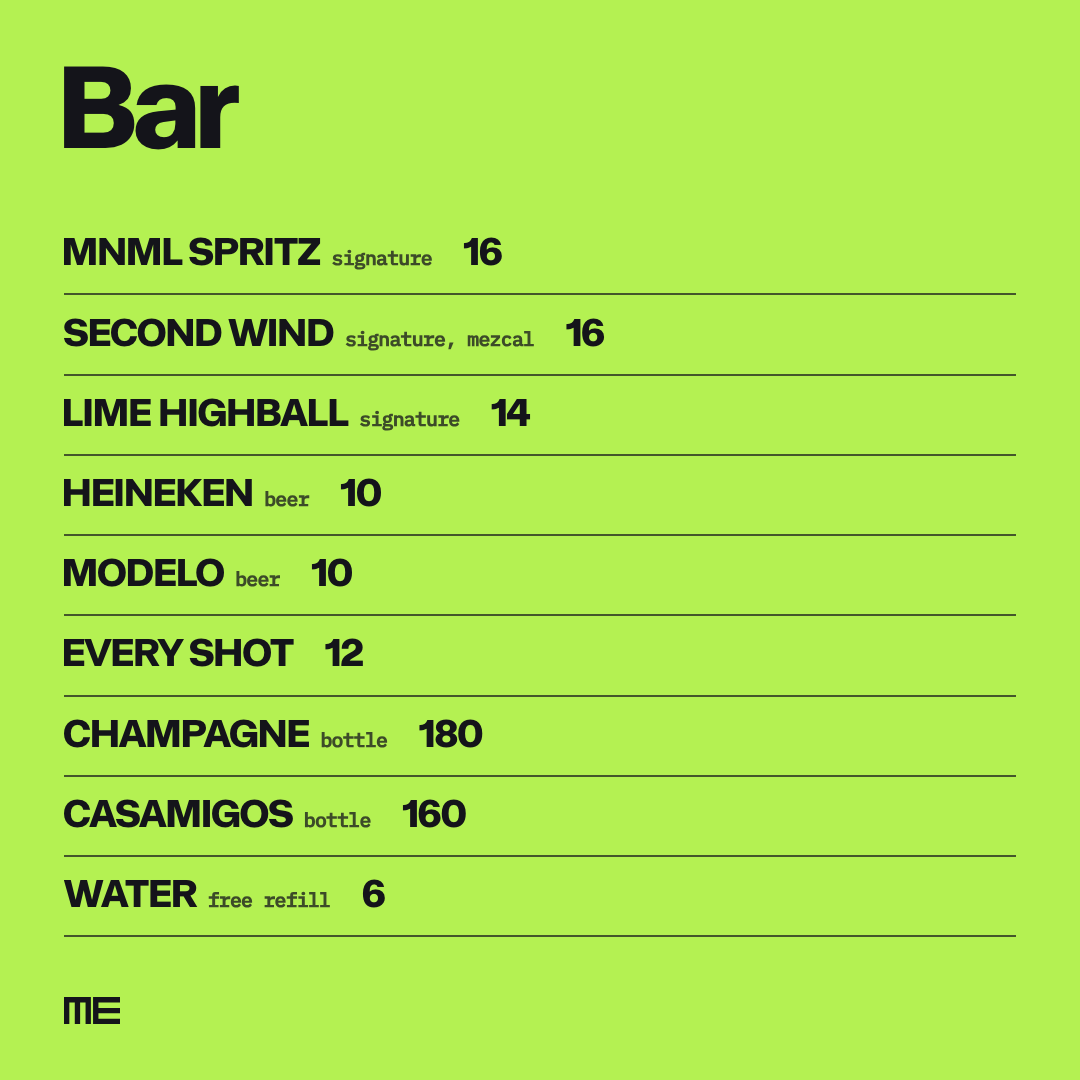 Bar
MNML SPRITZ signature 16
SECOND WIND signature, mezcal 16
LIME HIGHBALL signature 14
HEINEKEN beer 10
MODELO beer 10
EVERY SHOT 12
CHAMPAGNE bottle 180
CASAMIGOS bottle 160
WATER free refill 6
ME